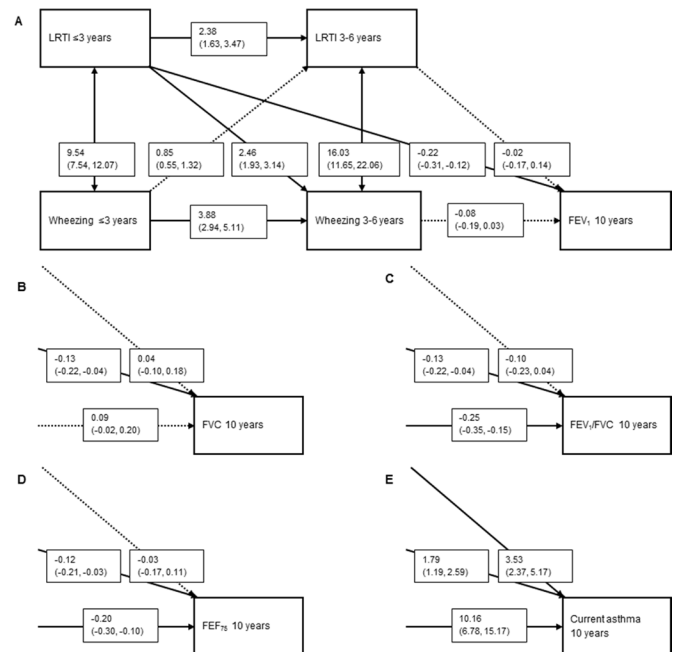 A
LRTI ≤3 years
2.38
(1.63, 3.47)
LRTI 3-6 years
9.54
(7.54, 12.07)
0.85
(0.55, 1.32)
2.46
(1.93, 3.14)
16.03
(11.65, 22.06)
-0.22
(-0.31, -0.12)
-0.02
(-0.17, 0.14)
Wheezing ≤3 years
3.88
(2.94, 5.11)
Wheezing 3-6 years
-0.08
(-0.19, 0.03)
FEV₁ 10 years
B
-0.13
(-0.22, -0.04)
0.04
(-0.10, 0.18)
0.09
(-0.02, 0.20)
FVC 10 years
C
-0.13
(-0.22, -0.04)
-0.10
(-0.23, 0.04)
-0.25
(-0.35, -0.15)
FEV₁/FVC 10 years
D
-0.12
(-0.21, -0.03)
-0.03
(-0.17, 0.11)
-0.20
(-0.30, -0.10)
FEF₇₅ 10 years
E
1.79
(1.19, 2.59)
3.53
(2.37, 5.17)
10.16
(6.78, 15.17)
Current asthma
10 years